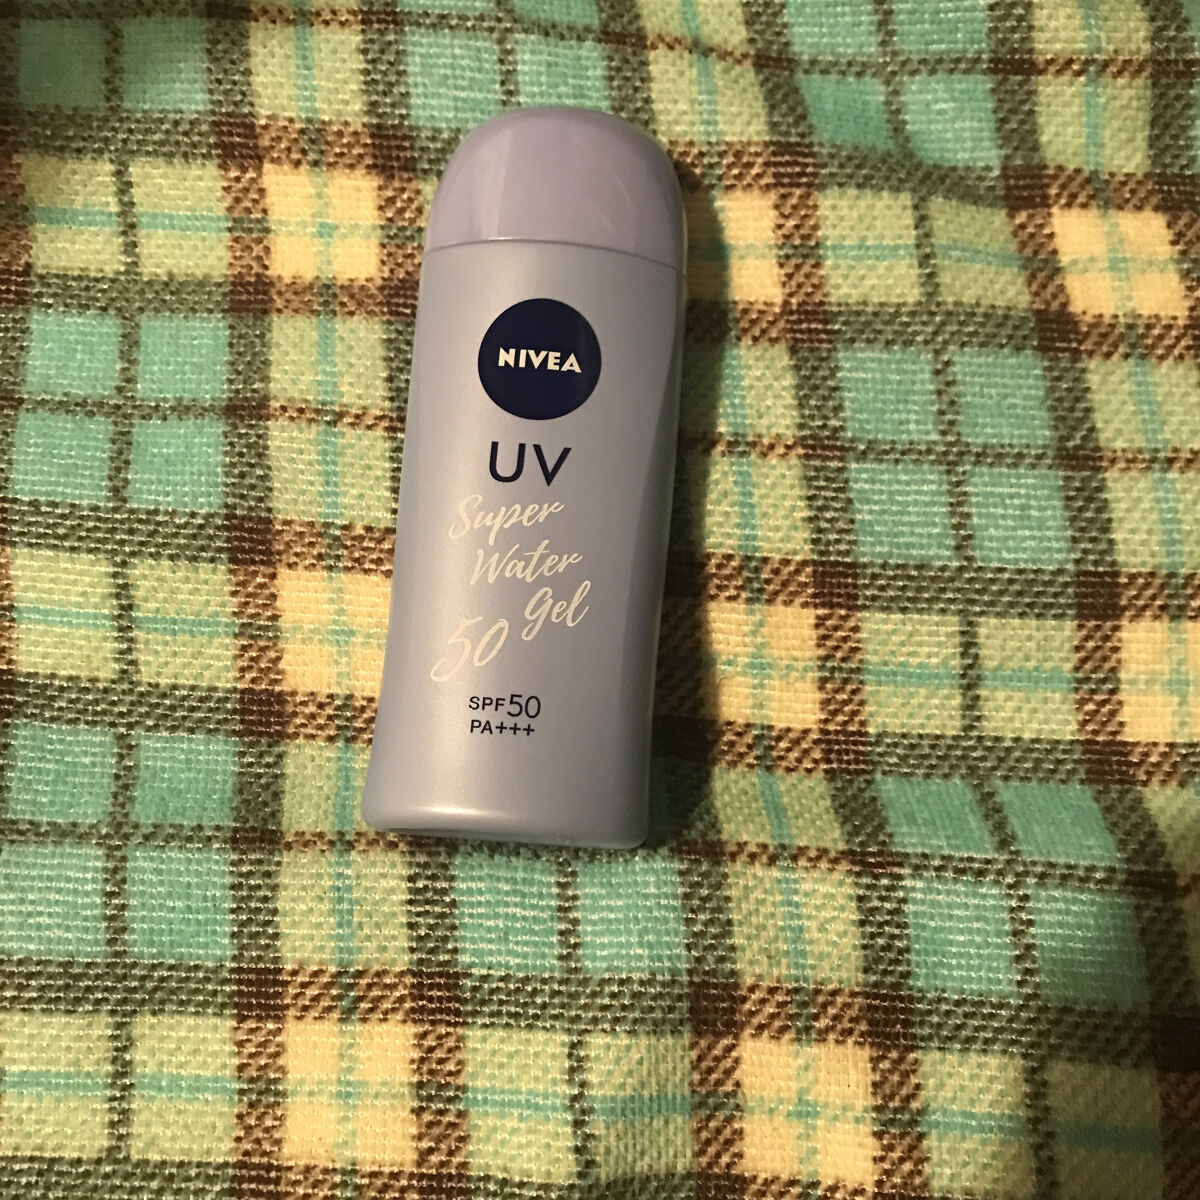 NIVEA
UV
Super
Water
Gel
50
SPF50
PA+++